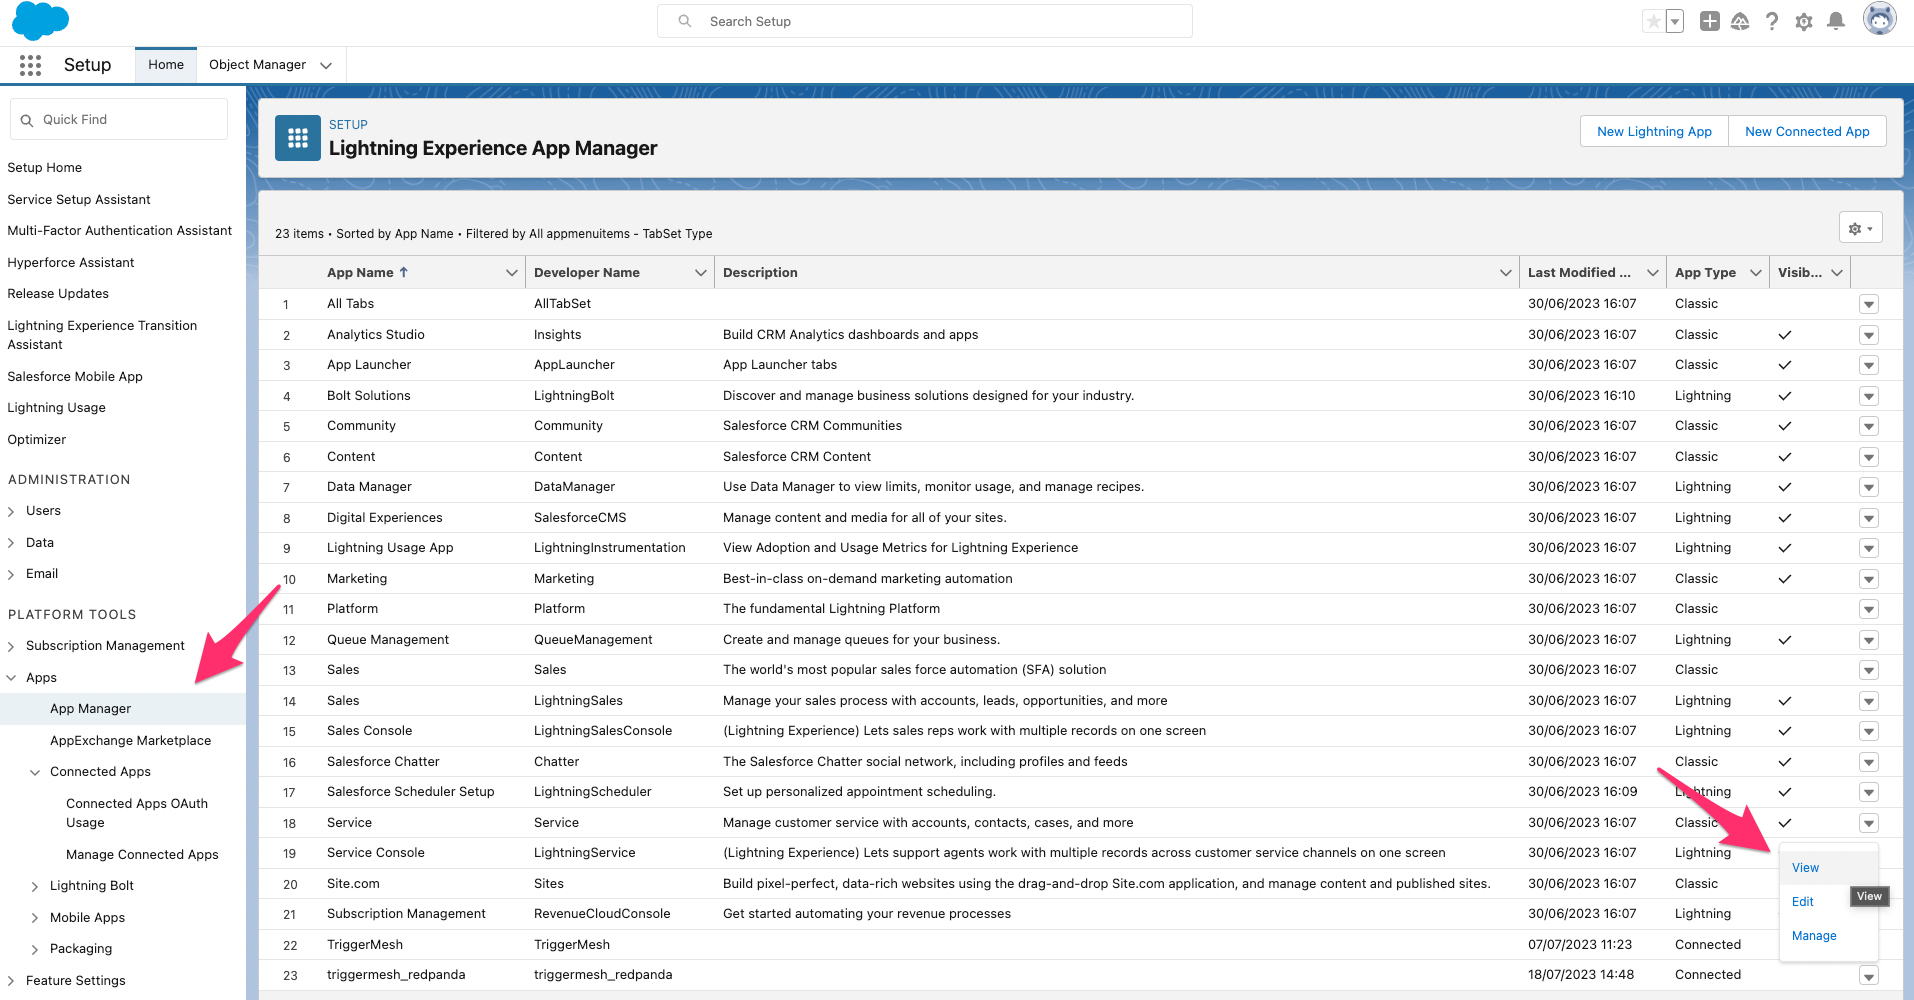 Search Setup
Setup
Home
Object Manager
Quick Find
Setup Home
Service Setup Assistant
Multi-Factor Authentication Assistant
Hyperforce Assistant
Release Updates
Lightning Experience Transition
Assistant
Salesforce Mobile App
Lightning Usage
Optimizer
ADMINISTRATION
Users
Data
Email
PLATFORM TOOLS
Subscription Management
Apps
App Manager
AppExchange Marketplace
Connected Apps
Connected Apps OAuth
Usage
Manage Connected Apps
Lightning Bolt
Mobile Apps
Packaging
Feature Settings
SETUP
Lightning Experience App Manager
New Lightning App New Connected App
23 items • Sorted by App Name • Filtered by All appmenuitems - TabSet Type
App Name ↑ Developer Name Description Last Modified ... App Type Visib...
1 All Tabs AllTabSet 30/06/2023 16:07 Classic
2 Analytics Studio Insights Build CRM Analytics dashboards and apps 30/06/2023 16:07 Classic
3 App Launcher AppLauncher App Launcher tabs 30/06/2023 16:07 Classic
4 Bolt Solutions LightningBolt Discover and manage business solutions designed for your industry. 30/06/2023 16:10 Lightning
5 Community Community Salesforce CRM Communities 30/06/2023 16:07 Classic
6 Content Content Salesforce CRM Content 30/06/2023 16:07 Classic
7 Data Manager DataManager Use Data Manager to view limits, monitor usage, and manage recipes. 30/06/2023 16:07 Lightning
8 Digital Experiences SalesforceCMS Manage content and media for all of your sites. 30/06/2023 16:07 Lightning
9 Lightning Usage App LightningInstrumentation View Adoption and Usage Metrics for Lightning Experience 30/06/2023 16:07 Lightning
10 Marketing Marketing Best-in-class on-demand marketing automation 30/06/2023 16:07 Classic
11 Platform Platform The fundamental Lightning Platform 30/06/2023 16:07 Classic
12 Queue Management QueueManagement Create and manage queues for your business. 30/06/2023 16:07 Lightning
13 Sales Sales The world's most popular sales force automation (SFA) solution 30/06/2023 16:07 Classic
14 Sales LightningSales Manage your sales process with accounts, leads, opportunities, and more 30/06/2023 16:07 Lightning
15 Sales Console LightningSalesConsole (Lightning Experience) Lets sales reps work with multiple records on one screen 30/06/2023 16:07 Lightning
16 Salesforce Chatter Chatter The Salesforce Chatter social network, including profiles and feeds 30/06/2023 16:07 Classic
17 Salesforce Scheduler Setup LightningScheduler Set up personalized appointment scheduling. 30/06/2023 16:09 Lightning
18 Service Service Manage customer service with accounts, contacts, cases, and more 30/06/2023 16:07 Classic
19 Service Console LightningService (Lightning Experience) Lets support agents work with multiple records across customer service channels on one screen 30/06/2023 16:07 Lightning
20 Site.com Sites Build pixel-perfect, data-rich websites using the drag-and-drop Site.com application, and manage content and published sites. 30/06/2023 16:07 Classic
21 Subscription Management RevenueCloudConsole Get started automating your revenue processes 30/06/2023 16:07 Lightning
22 TriggerMesh TriggerMesh 07/07/2023 11:23 Connected
23 triggermesh_redpanda triggermesh_redpanda 18/07/2023 14:48 Connected
View
Edit
View
Manage